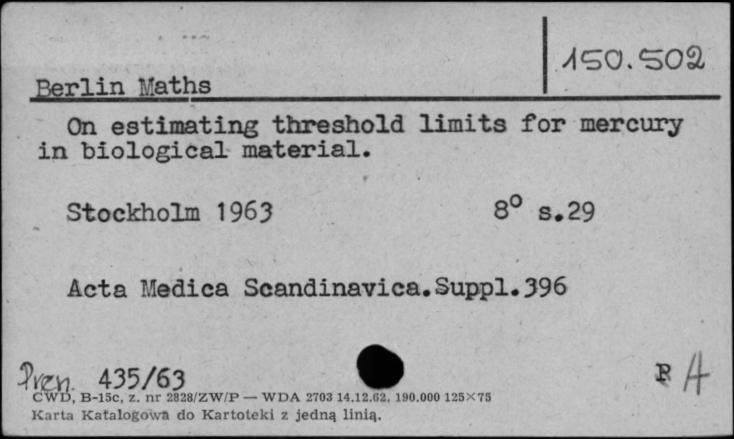 150.502
Berlin Maths
On estimating threshold limits for mercury
in biological material.
Stockholm 1963 8° s.29
Acta Medica Scandinavica.Suppl.396
Pren. 435/63 R A
CWD, B-15c, z. nr 2828/ZW/P — WDA 2703 14.12.62. 190.000 125×75
Karta Katalogowa do Kartoteki z jedną linią.